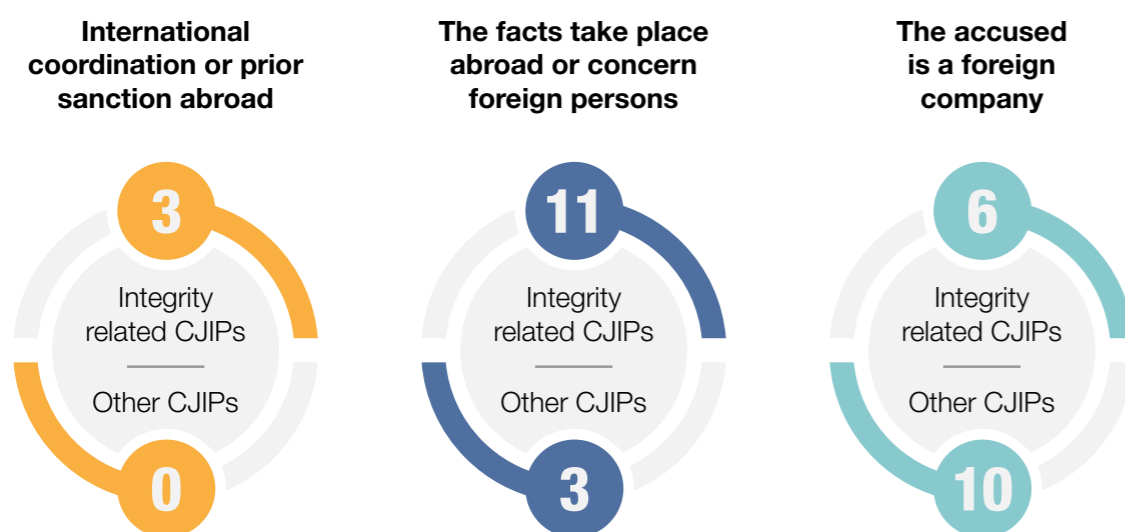 International
coordination or prior
sanction abroad
3
Integrity
related CJIPs
Other CJIPs
0
The facts take place
abroad or concern
foreign persons
11
Integrity
related CJIPs
Other CJIPs
3
The accused
is a foreign
company
6
Integrity
related CJIPs
Other CJIPs
10